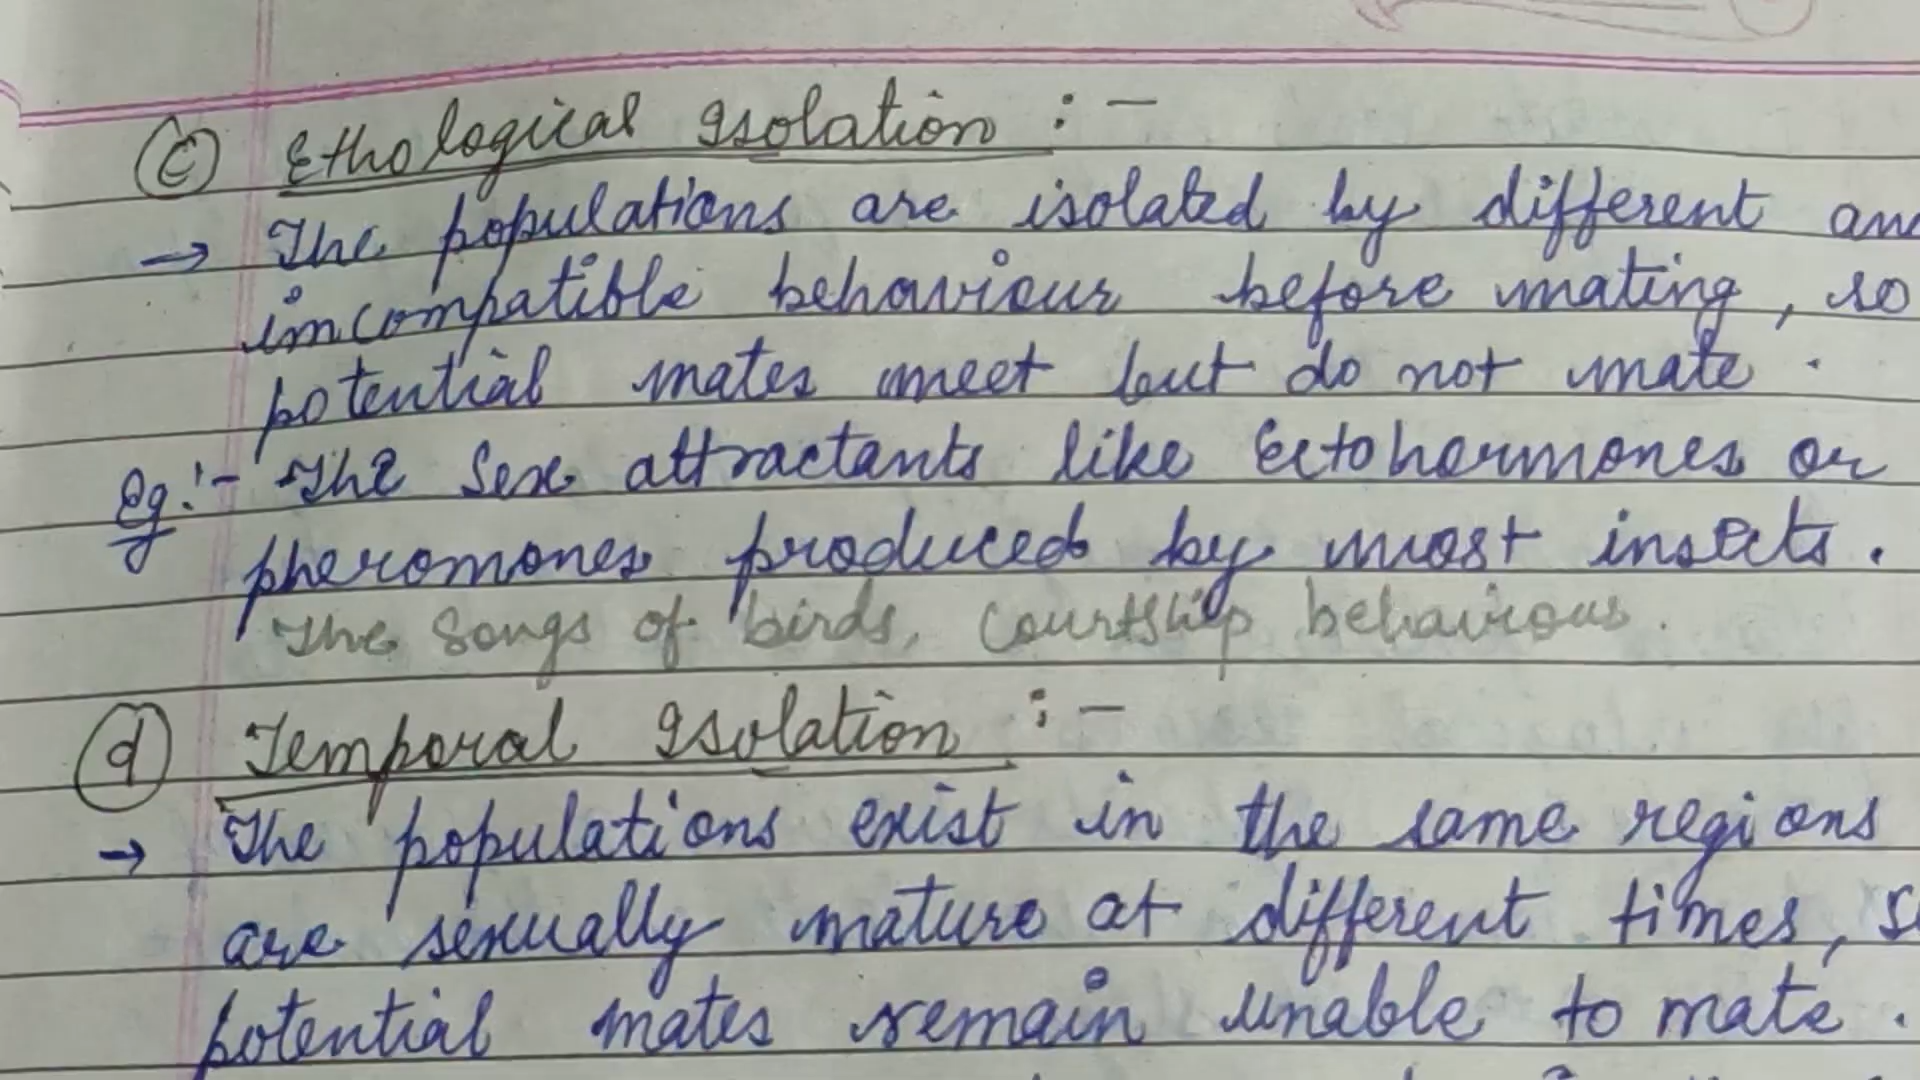 (c) Ethological Isolation :-
→ The populations are isolated by different
incompatible behaviour before mating, so
potential mates meet but do not mate.
Eg:- The Sex attractants like Ectohormones or
pheromones produced by most insects.
The Songs of birds, Courtship behaviour.
(d) Temporal Isolation :-
→ The populations exist in the same regions
are sexually mature at different times,
potential mates remain unable to mate.